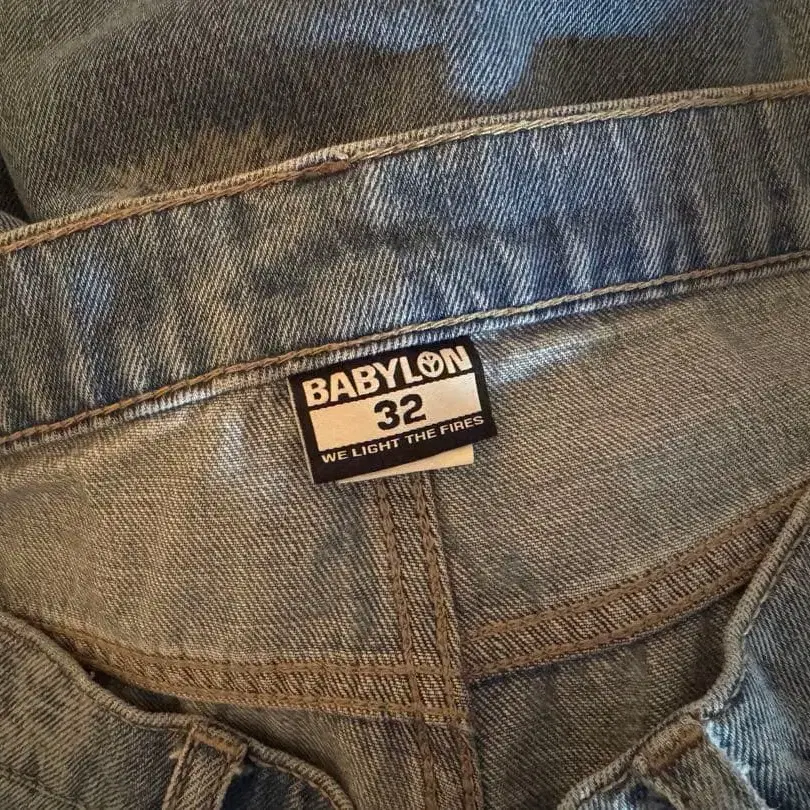 BABYLON
32
WE LIGHT THE FIRES